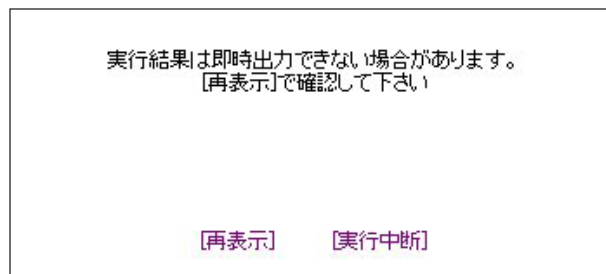 実行結果は即時出力できない場合があります。
[再表示]で確認して下さい
[再表示] [実行中断]